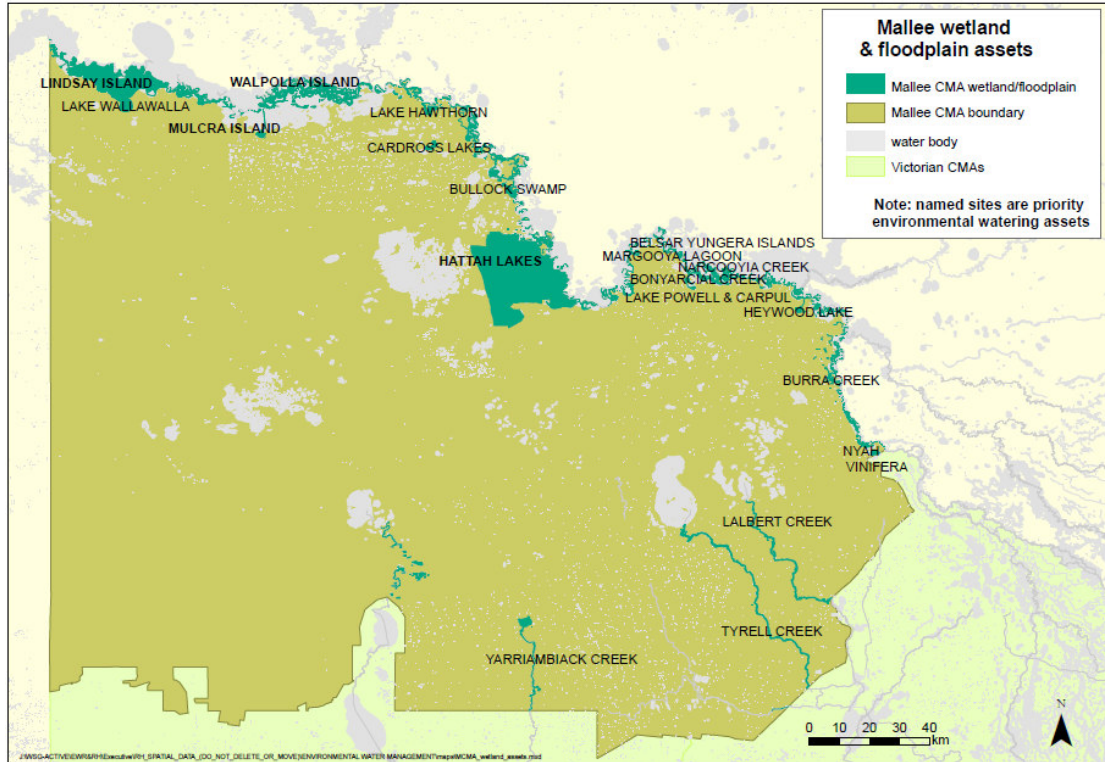 Mallee wetland
& floodplain assets
Mallee CMA wetland/floodplain
Mallee CMA boundary
water body
Victorian CMAs
Note: named sites are priority
environmental watering assets
LINDSAY ISLAND
WALPOLLA ISLAND
LAKE WALLAWALLA
LAKE HAWTHORN
MULCRA ISLAND
CARDROSS LAKES
BULLOCK SWAMP
BELSAR YUNGERA ISLANDS
HATTAH LAKES
MARGOOYA LAGOON
NARCOOYIA CREEK
BONYARCIAL CREEK
LAKE POWELL & CARPUL
HEYWOOD LAKE
BURRA CREEK
NYAH
VINIFERA
LALBERT CREEK
TYRELL CREEK
YARRIAMBIACK CREEK
N
0 10 20 30 40
km